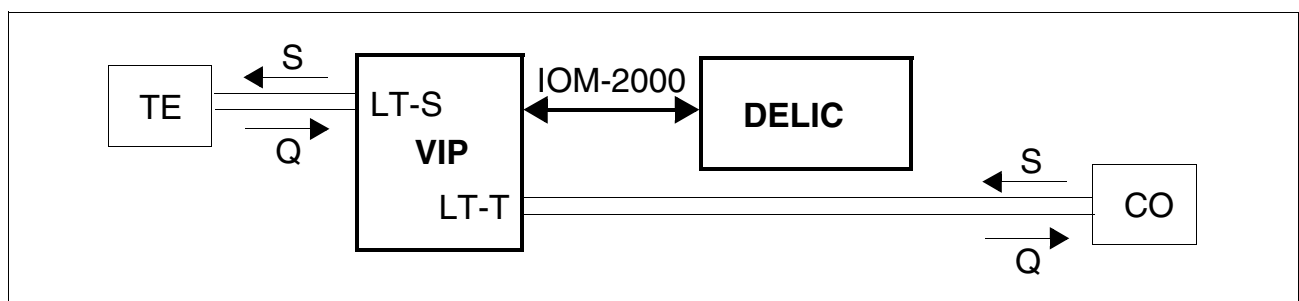 S
TE
Q
LT-S
VIP
LT-T
IOM-2000
DELIC
S
CO
Q